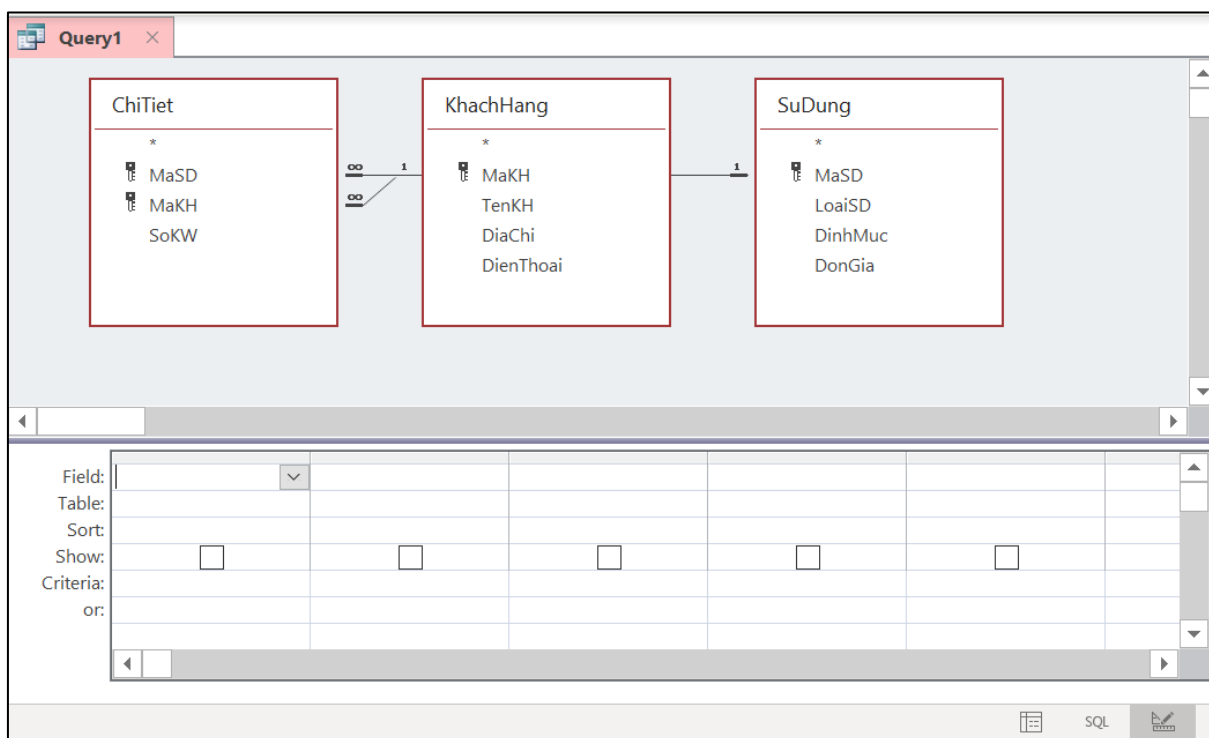 Query1
ChiTiet
*
MaSD
MaKH
SoKW
∞ 1
∞
KhachHang
*
MaKH
TenKH
DiaChi
DienThoai
1
SuDung
*
MaSD
LoaiSD
DinhMuc
DonGia
Field:
Table:
Sort:
Show:
Criteria:
or:
SQL